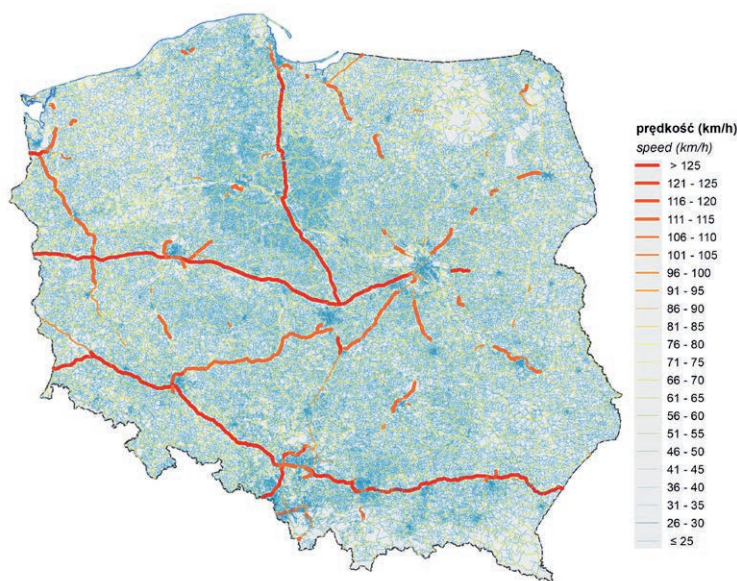 prędkość (km/h)
speed (km/h)
> 125
121 - 125
116 - 120
111 - 115
106 - 110
101 - 105
96 - 100
91 - 95
86 - 90
81 - 85
76 - 80
71 - 75
66 - 70
61 - 65
56 - 60
51 - 55
46 - 50
41 - 45
36 - 40
31 - 35
26 - 30
≤ 25